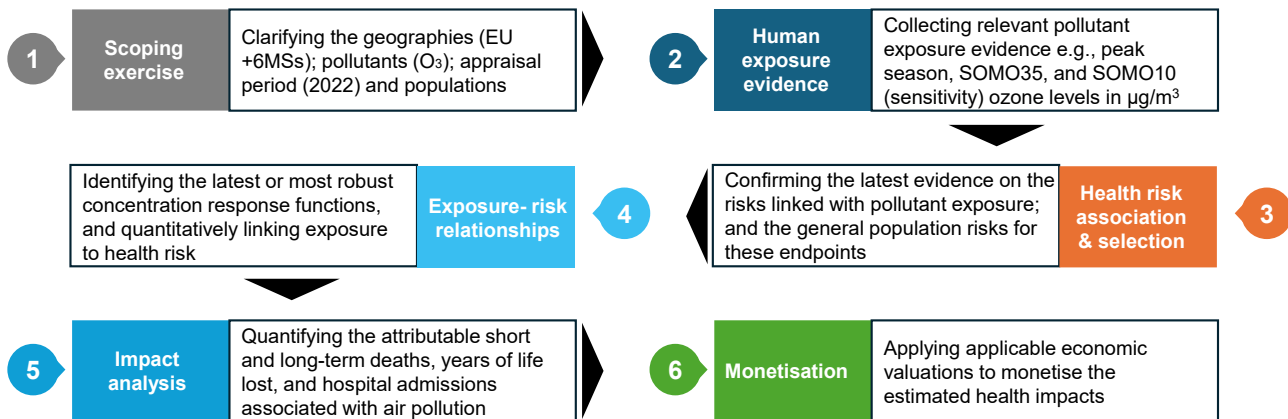 1
Scoping
exercise
Clarifying the geographies (EU
+6MSs); pollutants (O₃); appraisal
period (2022) and populations
2
Human
exposure
evidence
Collecting relevant pollutant
exposure evidence e.g., peak
season, SOMO35, and SOMO10
(sensitivity) ozone levels in µg/m³
3
Health risk
association
& selection
Confirming the latest evidence on the
risks linked with pollutant exposure;
and the general population risks for
these endpoints
4
Exposure- risk
relationships
Identifying the latest or most robust
concentration response functions,
and quantitatively linking exposure
to health risk
5
Impact
analysis
Quantifying the attributable short
and long-term deaths, years of life
lost, and hospital admissions
associated with air pollution
6
Monetisation
Applying applicable economic
valuations to monetise the
estimated health impacts